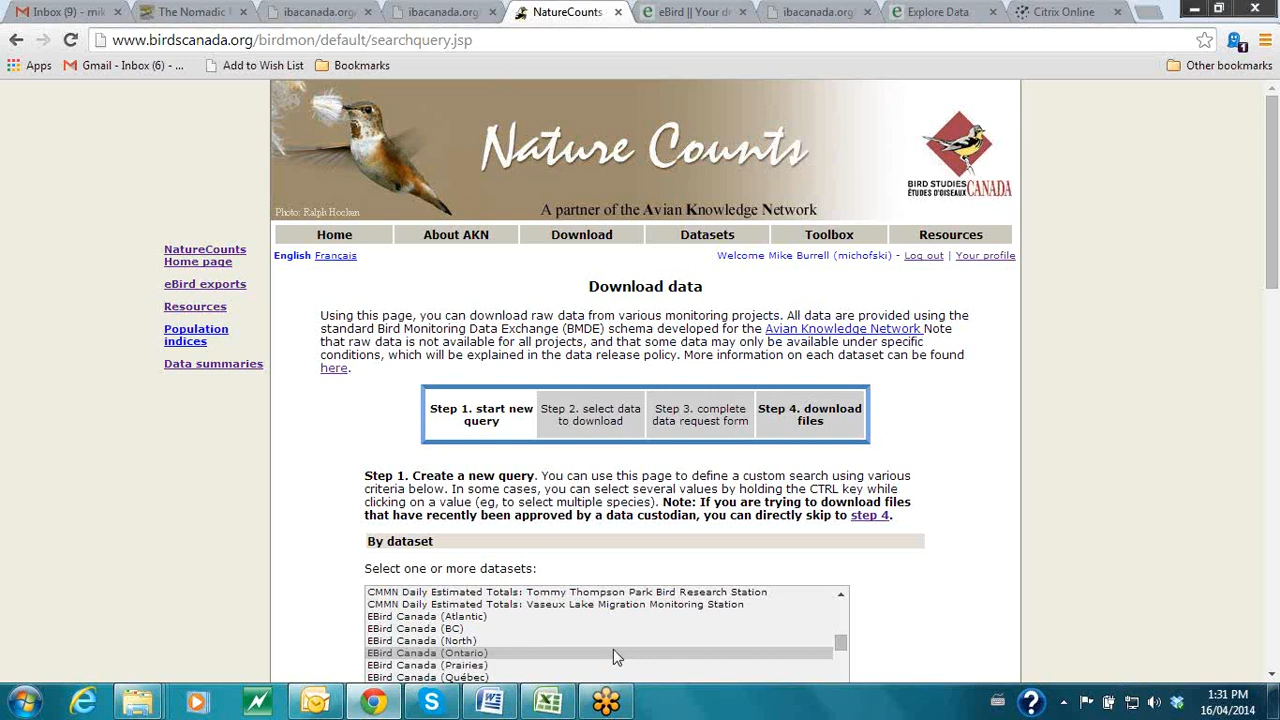 Gmail - Inbox (6) - mik
The Nomadic
ibacanada.org
ibacanada.org/
NatureCounts
eBird || Your d
ibacanada.org/
Explore Data
Citrix Online
www.birdscanada.org/birdmon/default/searchquery.jsp
Apps
Gmail - Inbox (6) - ...
Add to Wish List
Bookmarks
Other bookmarks
Nature Counts
BIRD STUDIES
ÉTUDES D'OISEAUX CANADA
Photo: Ralph Hocken
A partner of the Avian Knowledge Network
Home
About AKN
Download
Datasets
Toolbox
Resources
English Français
Welcome Mike Burrell (michofski) - Log out | Your profile
NatureCounts
Home page
eBird exports
Resources
Population
indices
Data summaries
Download data
Using this page, you can download raw data from various monitoring projects. All data are provided using the
standard Bird Monitoring Data Exchange (BMDE) schema developed for the Avian Knowledge Network Note
that raw data is not available for all projects, and that some data may only be available under specific
conditions, which will be explained in the data release policy. More information on each dataset can be found
here.
Step 1. start new
query
Step 2. select data
to download
Step 3. complete
data request form
Step 4. download
files
Step 1. Create a new query. You can use this page to define a custom search using various
criteria below. In some cases, you can select several values by holding the CTRL key while
clicking on a value (eg, to select multiple species). Note: If you are trying to download files
that have recently been approved by a data custodian, you can directly skip to step 4.
By dataset
Select one or more datasets:
CMMN Daily Estimated Totals: Tommy Thompson Park Bird Research Station
CMMN Daily Estimated Totals: Vaseux Lake Migration Monitoring Station
EBird Canada (Atlantic)
EBird Canada (BC)
EBird Canada (North)
EBird Canada (Ontario)
EBird Canada (Prairies)
EBird Canada (Québec)
1:31 PM
16/04/2014